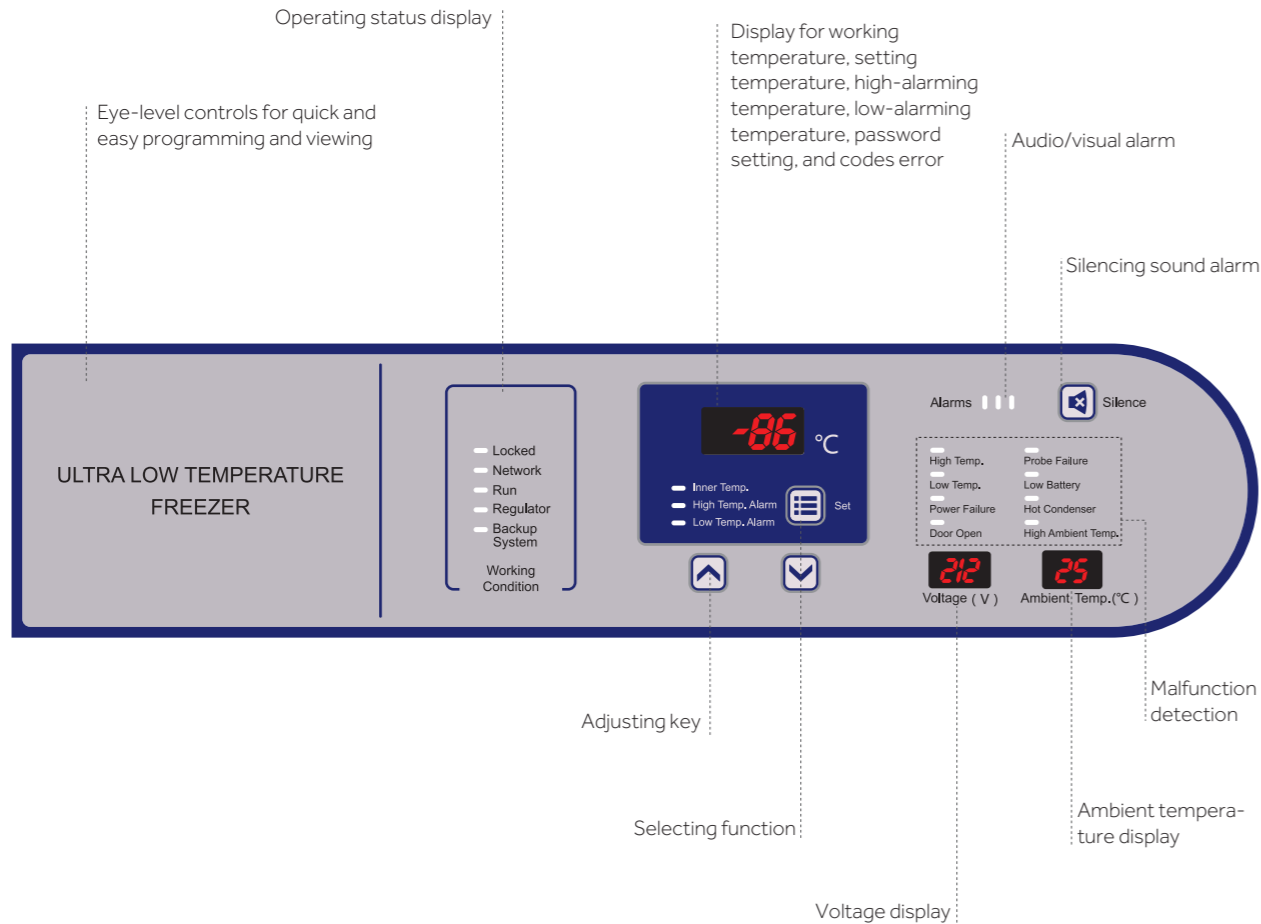 Operating status display
Display for working
temperature, setting
temperature, high-alarming
temperature, low-alarming
temperature, password
setting, and codes error
Eye-level controls for quick and
easy programming and viewing
Audio/visual alarm
Silencing sound alarm
ULTRA LOW TEMPERATURE
FREEZER
Locked
Network
Run
Regulator
Backup
System
Working
Condition
-86 °C
Inner Temp.
High Temp. Alarm
Low Temp. Alarm
Set
Alarms
Silence
High Temp.
Probe Failure
Low Temp.
Low Battery
Power Failure
Hot Condenser
Door Open
High Ambient Temp.
212
25
Voltage ( V )
Ambient Temp.(°C )
Malfunction
detection
Adjusting key
Selecting function
Ambient tempera-
ture display
Voltage display